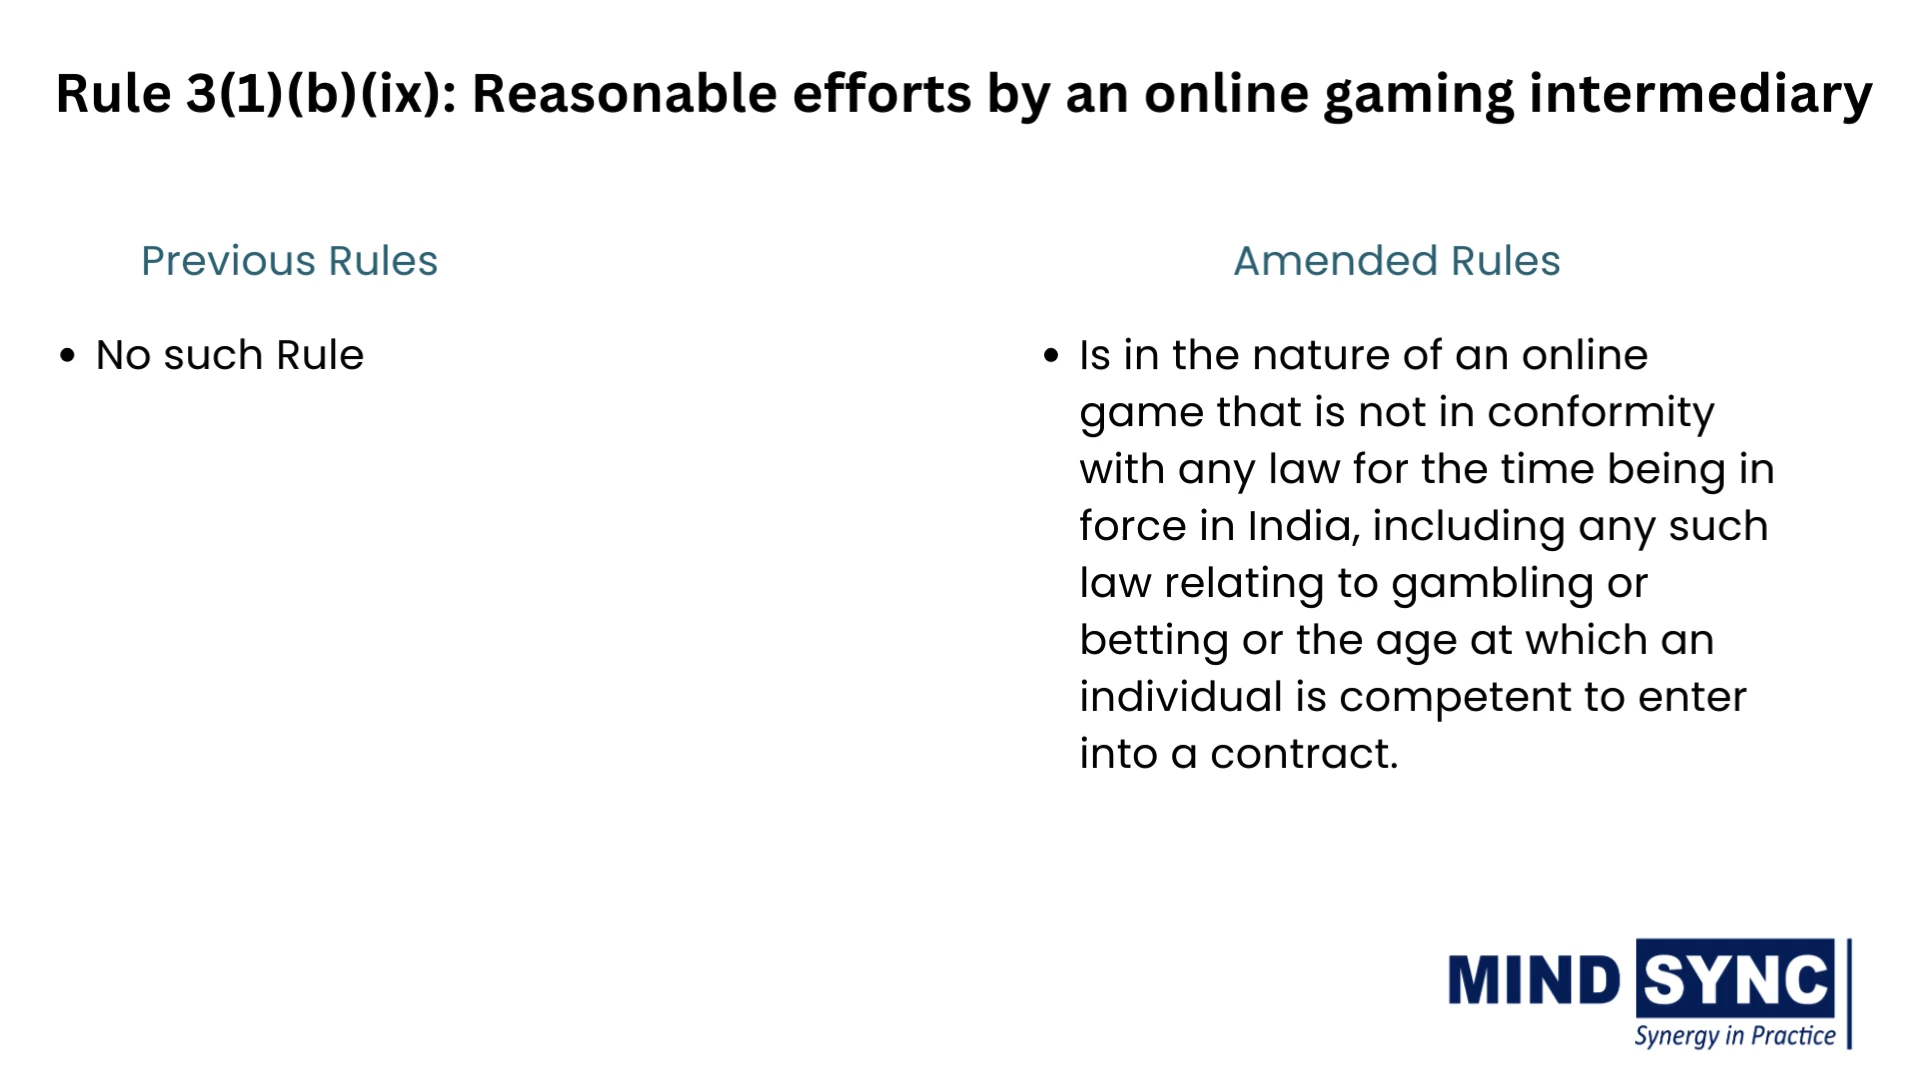 Rule 3(1)(b)(ix): Reasonable efforts by an online gaming intermediary
Previous Rules
• No such Rule
Amended Rules
• Is in the nature of an online
game that is not in conformity
with any law for the time being in
force in India, including any such
law relating to gambling or
betting or the age at which an
individual is competent to enter
into a contract.
MIND SYNC
Synergy in Practice